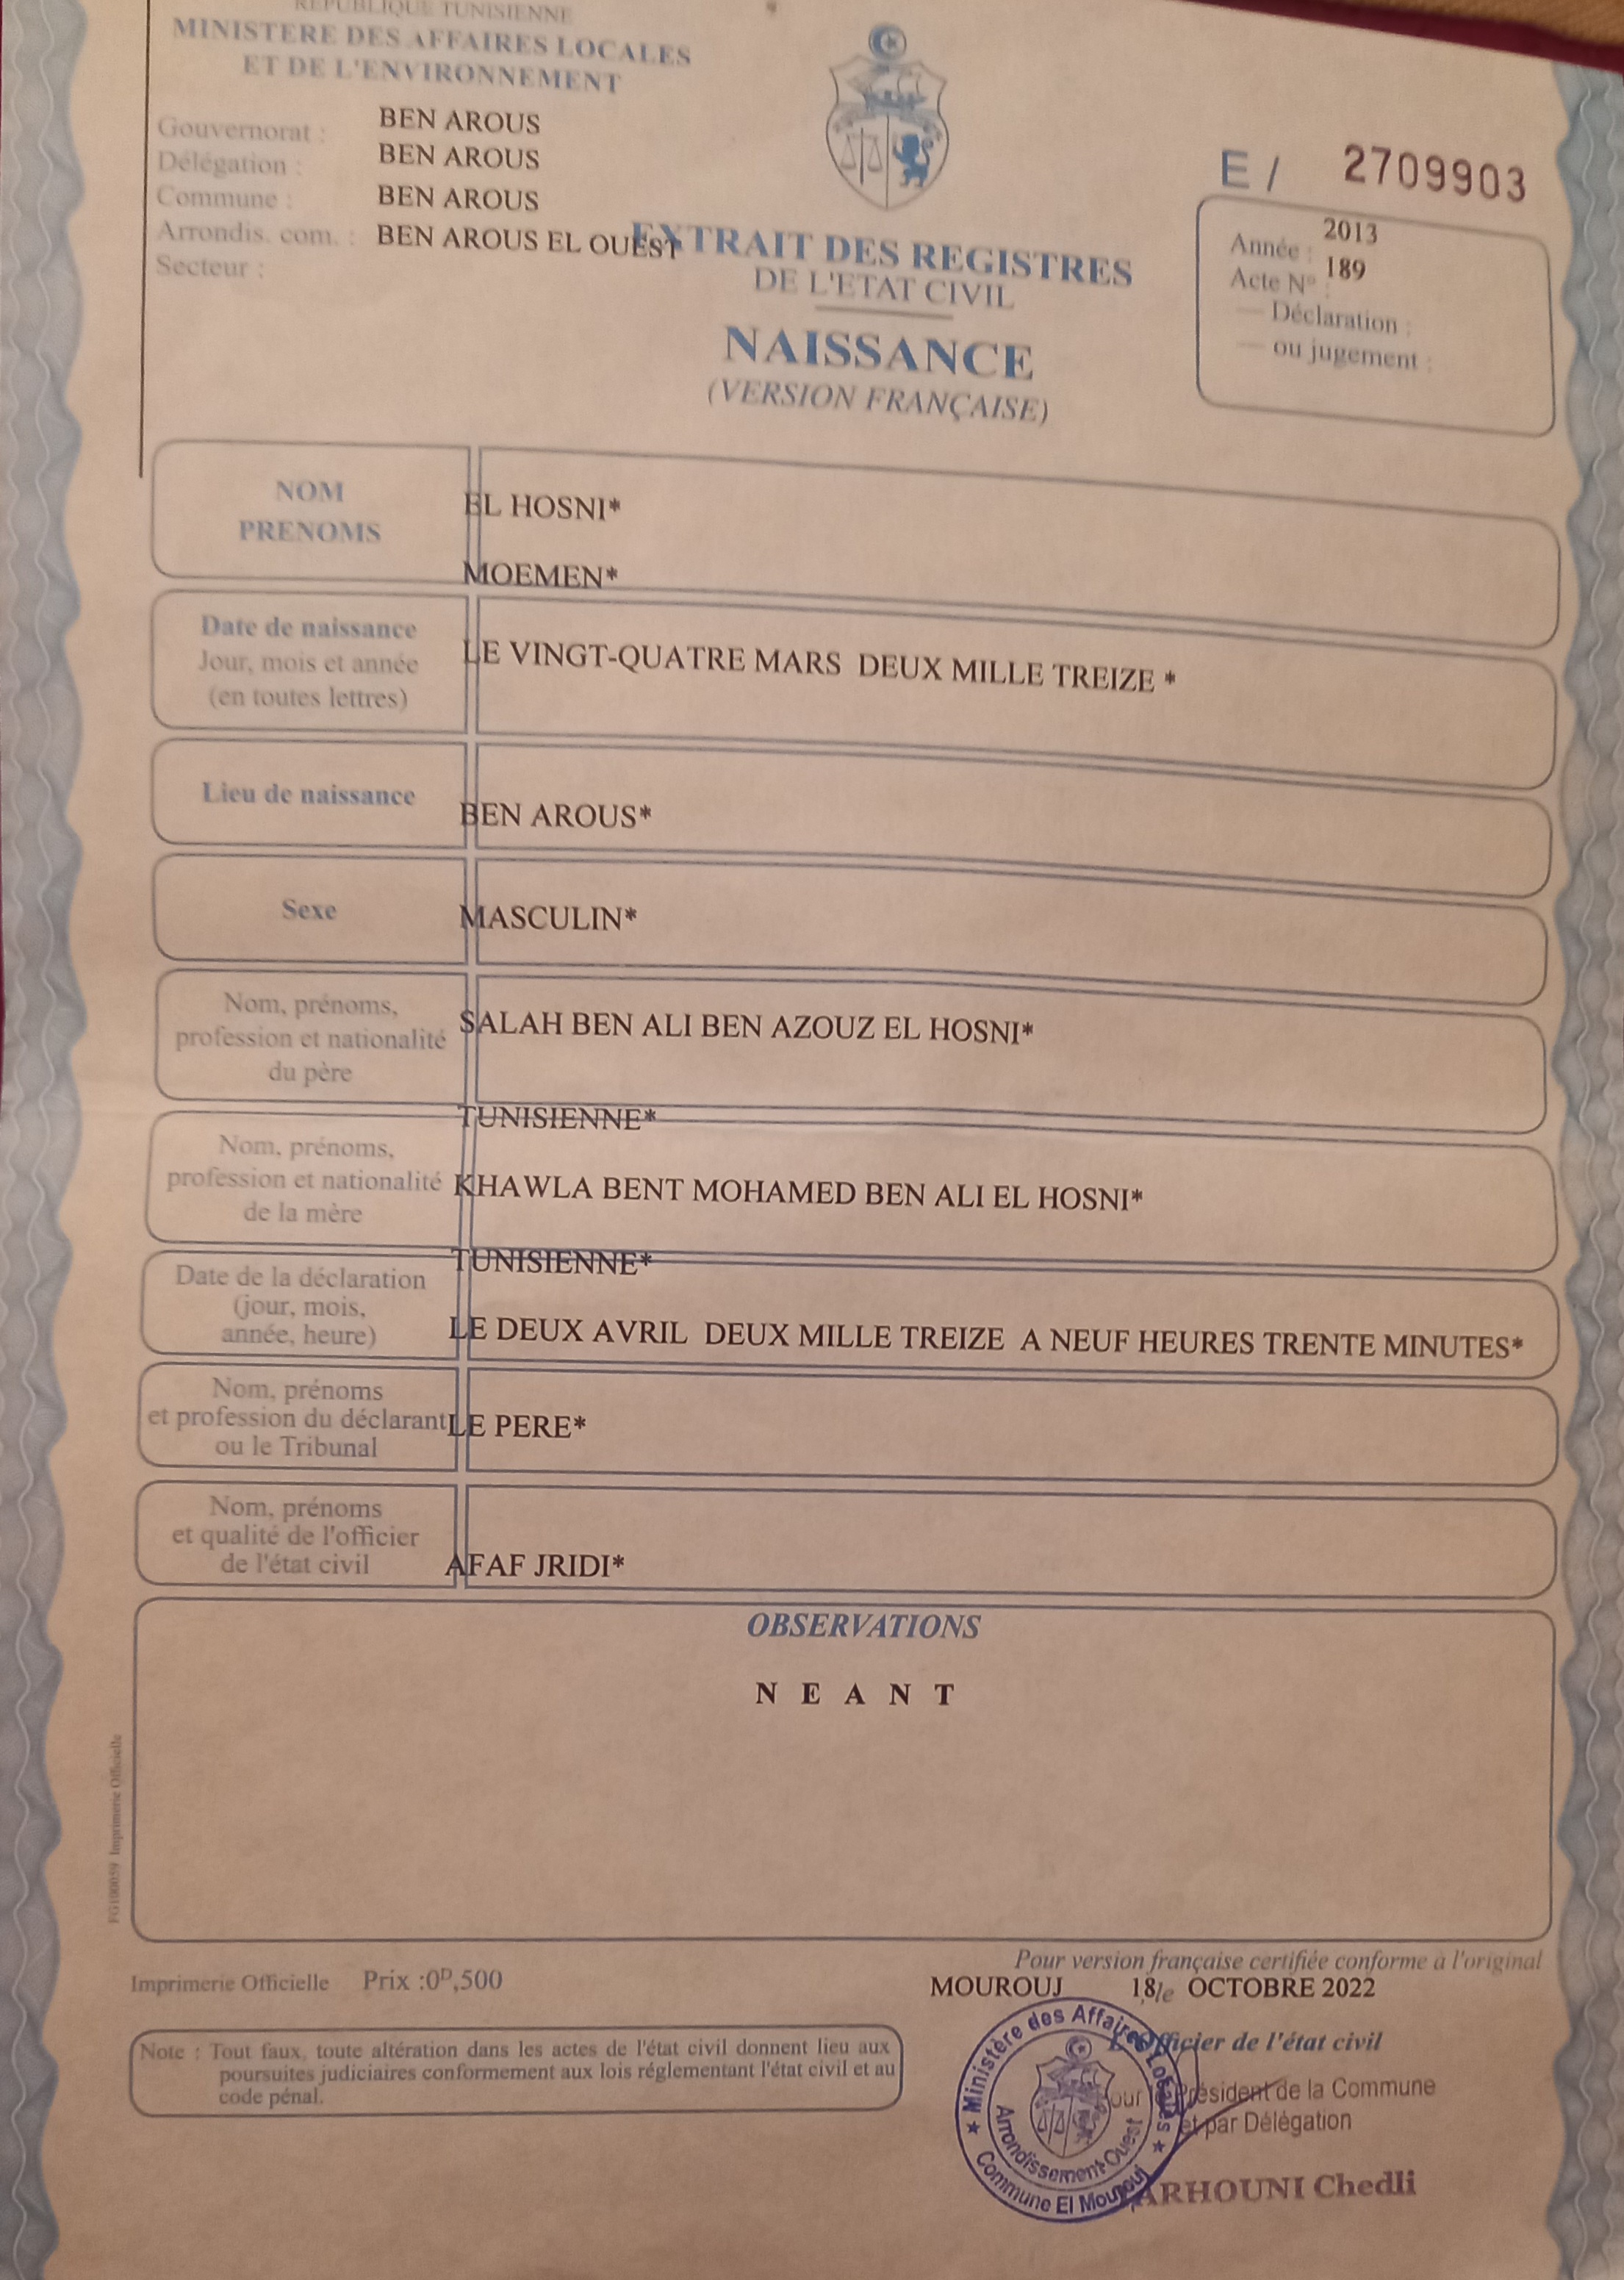 REPUBLIQUE TUNISIENNE
MINISTERE DES AFFAIRES LOCALES
ET DE L'ENVIRONNEMENT
Gouvernorat : BEN AROUS
Délégation : BEN AROUS
Commune : BEN AROUS
Arrondis. com. : BEN AROUS EL OUEST
Secteur :
E / 2709903
Année : 2013
Acte N° : 189
— Déclaration :
— ou jugement :
EXTRAIT DES REGISTRES
DE L'ETAT CIVIL
NAISSANCE
(VERSION FRANÇAISE)
NOM
PRENOMS
EL HOSNI*
MOEMEN*
Date de naissance
Jour, mois et année
(en toutes lettres)
LE VINGT-QUATRE MARS DEUX MILLE TREIZE *
Lieu de naissance
BEN AROUS*
Sexe
MASCULIN*
Nom, prénoms,
profession et nationalité
du père
SALAH BEN ALI BEN AZOUZ EL HOSNI*
TUNISIENNE*
Nom, prénoms,
profession et nationalité
de la mère
KHAWLA BENT MOHAMED BEN ALI EL HOSNI*
TUNISIENNE*
Date de la déclaration
(jour, mois,
année, heure)
LE DEUX AVRIL DEUX MILLE TREIZE A NEUF HEURES TRENTE MINUTES*
Nom, prénoms
et profession du déclarant
ou le Tribunal
LE PERE*
Nom, prénoms
et qualité de l'officier
de l'état civil
AFAF JRIDI*
OBSERVATIONS
N E A N T
FG100059 Imprimerie Officielle
Imprimerie Officielle Prix :0ᴰ,500
Pour version française certifiée conforme à l'original
MOUROUJ 18 le OCTOBRE 2022
L'Officier de l'état civil
Pour le Président de la Commune
et par Délégation
TARHOUNI Chedli
★ Ministère des Affaires Locales ★
Commune El Mourouj
Arrondissement Ouest
Note : Tout faux, toute altération dans les actes de l'état civil donnent lieu aux
poursuites judiciaires conformement aux lois réglementant l'état civil et au
code pénal.